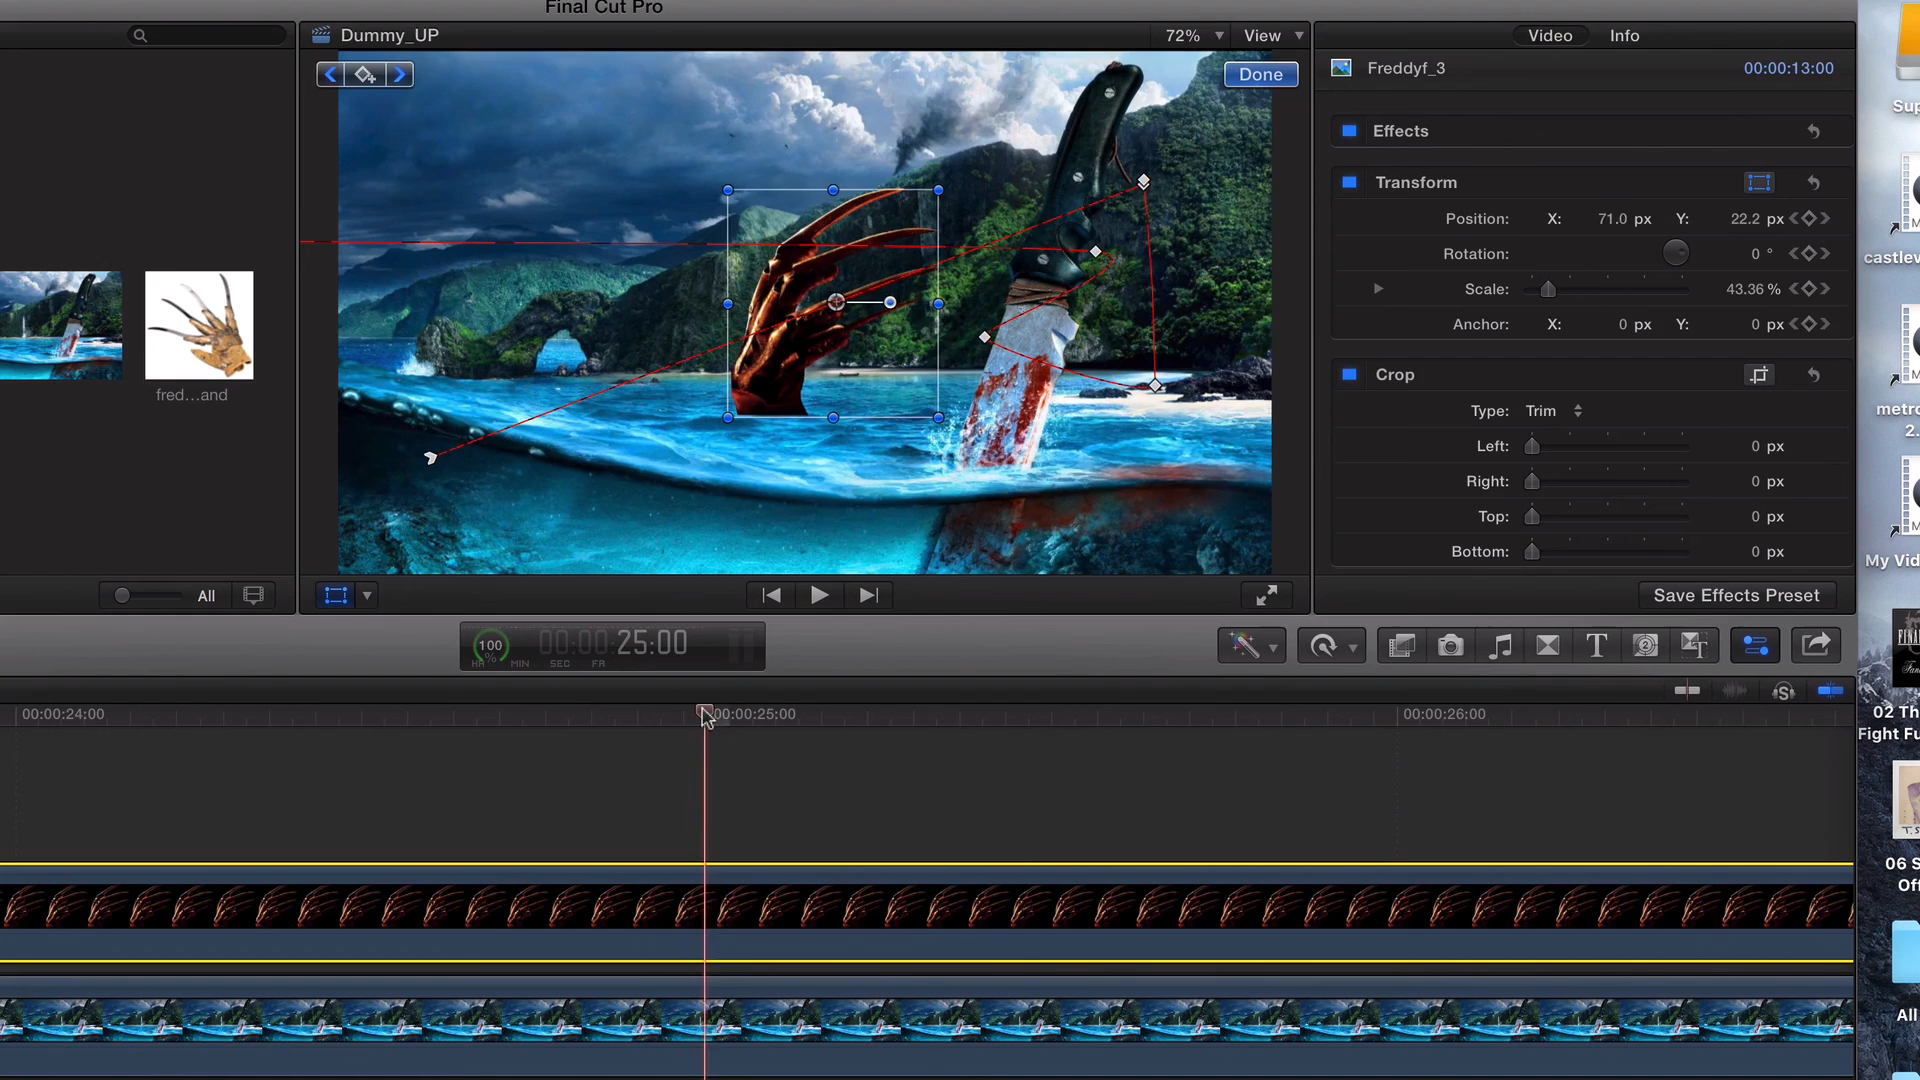 Final Cut Pro
Dummy_UP
72%
View
Video
Info
Done
Freddyf_3
00:00:13:00
Effects
Transform
Position: X: 71.0 px Y: 22.2 px
Rotation: 0 °
Scale: 43.36 %
Anchor: X: 0 px Y: 0 px
Crop
Type: Trim
Left: 0 px
Right: 0 px
Top: 0 px
Bottom: 0 px
fred…and
All
Save Effects Preset
100
%
00:00:25:00
HR MIN SEC FR
T
2
T
S
00:00:24:00
00:00:25:00
00:00:26:00
Sup
castlev
metro
2.
My Vid
FINAL
02 Th
Fight Fu
06 S
Off
All